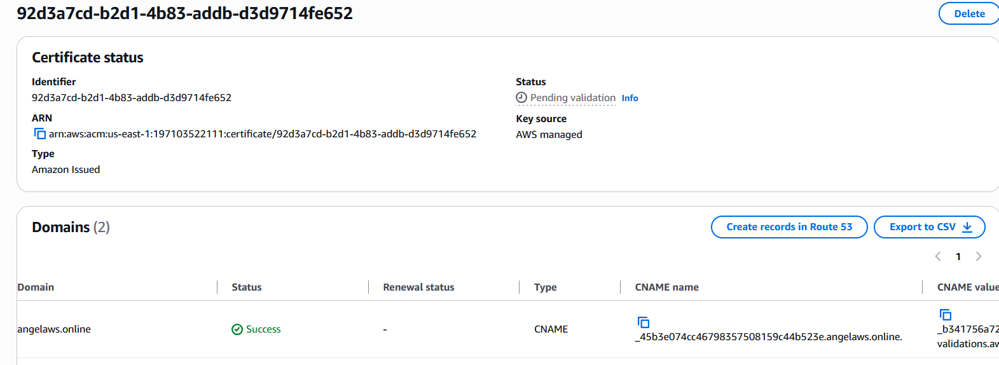 92d3a7cd-b2d1-4b83-addb-d3d9714fe652
Delete
Certificate status
Identifier
92d3a7cd-b2d1-4b83-addb-d3d9714fe652
Status
Pending validation Info
ARN
arn:aws:acm:us-east-1:197103522111:certificate/92d3a7cd-b2d1-4b83-addb-d3d9714fe652
Key source
AWS managed
Type
Amazon Issued
Domains (2)
Create records in Route 53
Export to CSV
1
Domain Status Renewal status Type CNAME name CNAME value
angelaws.online Success - CNAME _45b3e074cc46798357508159c44b523e.angelaws.online. _b341756a72
validations.aw